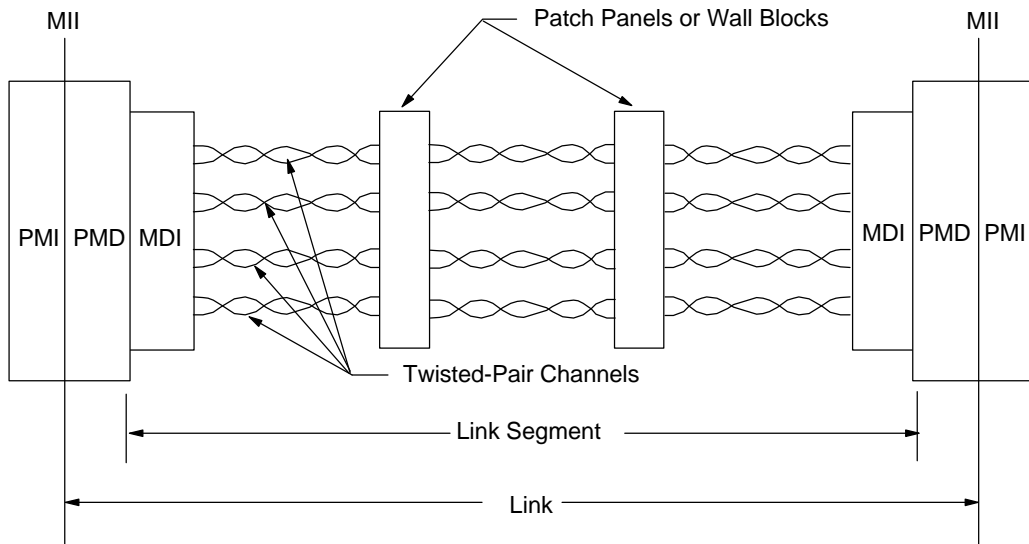 MII
Patch Panels or Wall Blocks
MII
PMI PMD MDI
MDI PMD PMI
Twisted-Pair Channels
Link Segment
Link